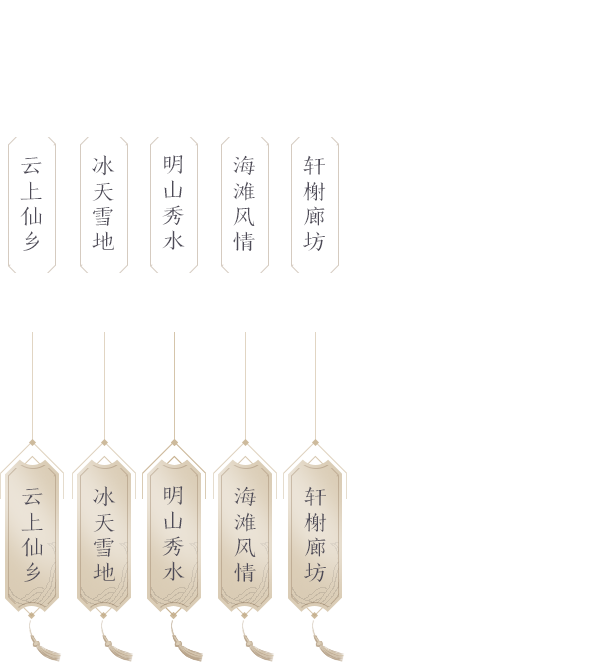 云上仙乡
冰天雪地
明山秀水
海滩风情
轩榭廊坊
云上仙乡
冰天雪地
明山秀水
海滩风情
轩榭廊坊